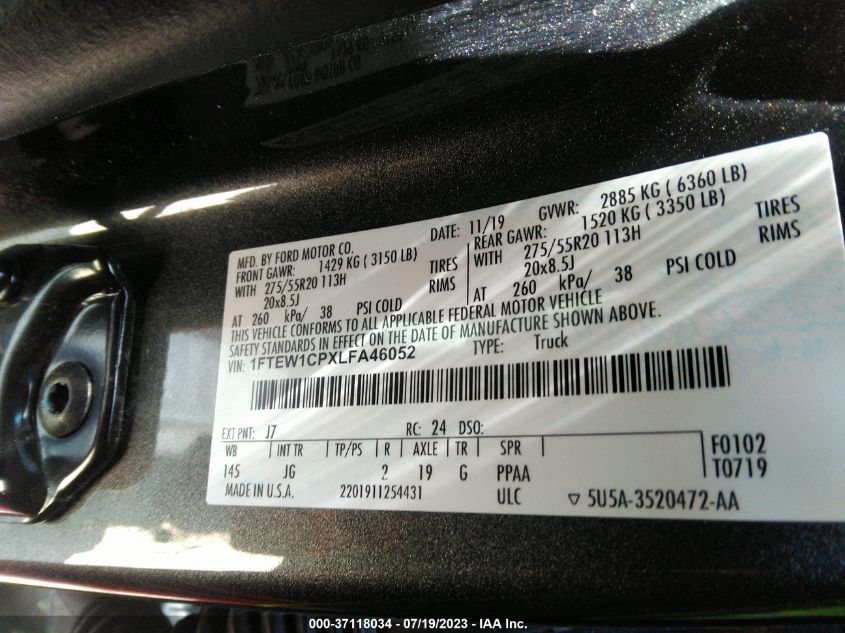 MFD. BY FORD MOTOR CO. DATE: 11/19 GVWR: 2885 KG ( 6360 LB)
FRONT GAWR: 1429 KG ( 3150 LB) REAR GAWR: 1520 KG ( 3350 LB)
WITH 275/55R20 113H TIRES WITH 275/55R20 113H TIRES
20x8.5J RIMS 20x8.5J RIMS
AT 260 kPa/ 38 PSI COLD AT 260 kPa/ 38 PSI COLD
THIS VEHICLE CONFORMS TO ALL APPLICABLE FEDERAL MOTOR VEHICLE
SAFETY STANDARDS IN EFFECT ON THE DATE OF MANUFACTURE SHOWN ABOVE.
VIN: 1FTEW1CPXLFA46052 TYPE: Truck
EXT PNT: J7 RC: 24 DSO:
WB INT TR TP/PS R AXLE TR SPR F0102
145 JG 2 19 G PPAA T0719
MADE IN U.S.A. 2201911254431 ULC ▽ 5U5A-3520472-AA
000-37118034 - 07/19/2023 - IAA Inc.